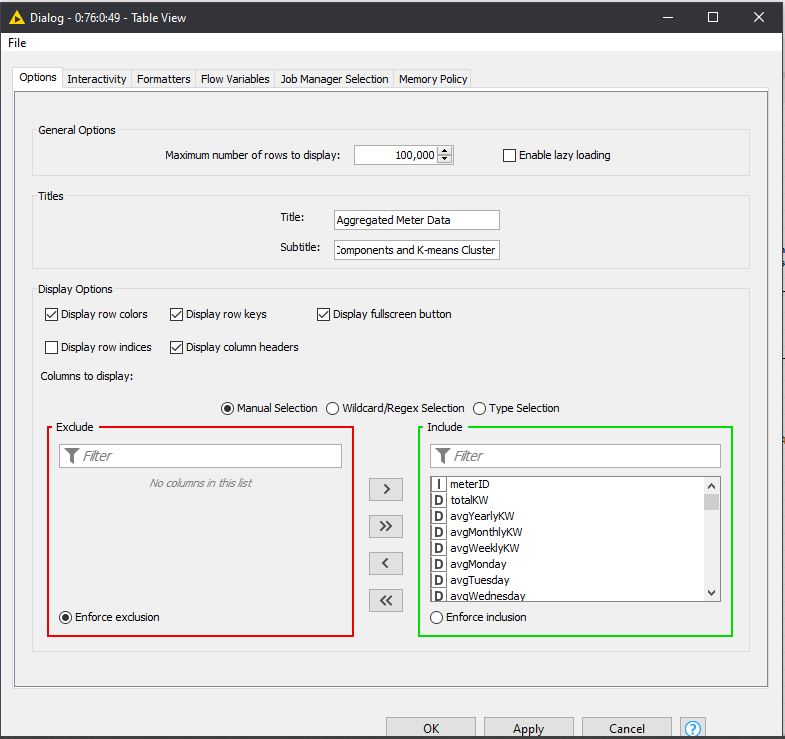 Dialog - 0:76:0:49 - Table View
File
Options Interactivity Formatters Flow Variables Job Manager Selection Memory Policy
General Options
Maximum number of rows to display: 100,000 Enable lazy loading
Titles
Title: Aggregated Meter Data
Subtitle: Components and K-means Cluster
Display Options
Display row colors Display row keys Display fullscreen button
Display row indices Display column headers
Columns to display:
Manual Selection Wildcard/Regex Selection Type Selection
Exclude Include
Filter Filter
No columns in this list
I meterID
D totalKW
D avgYearlyKW
D avgMonthlyKW
D avgWeeklyKW
D avgMonday
D avgTuesday
D avgWednesday
> >> < <<
Enforce exclusion Enforce inclusion
OK Apply Cancel ?